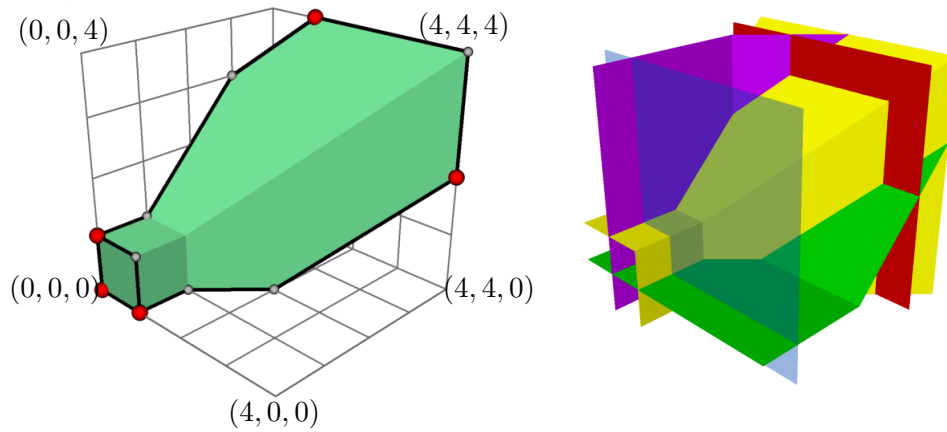 (0, 0, 4)
(4, 4, 4)
(0, 0, 0)
(4, 4, 0)
(4, 0, 0)